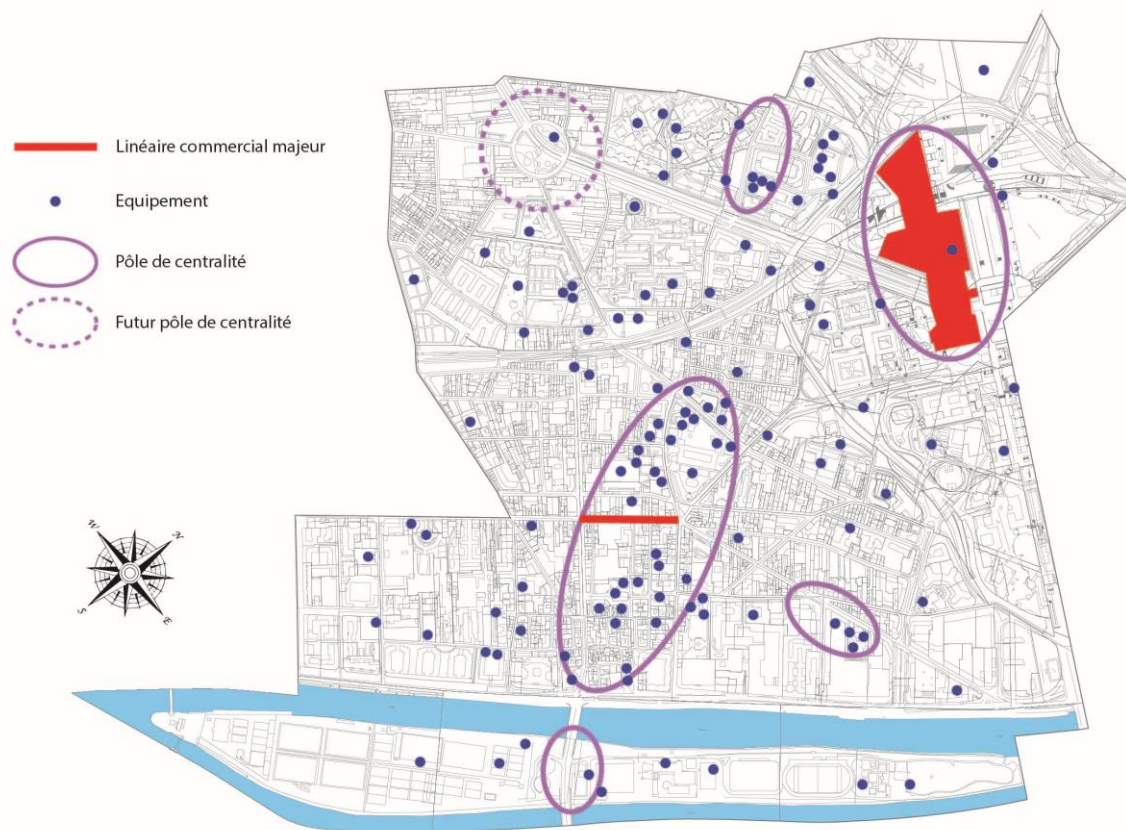 Linéaire commercial majeur
Equipement
Pôle de centralité
Futur pôle de centralité
W
N
S
E